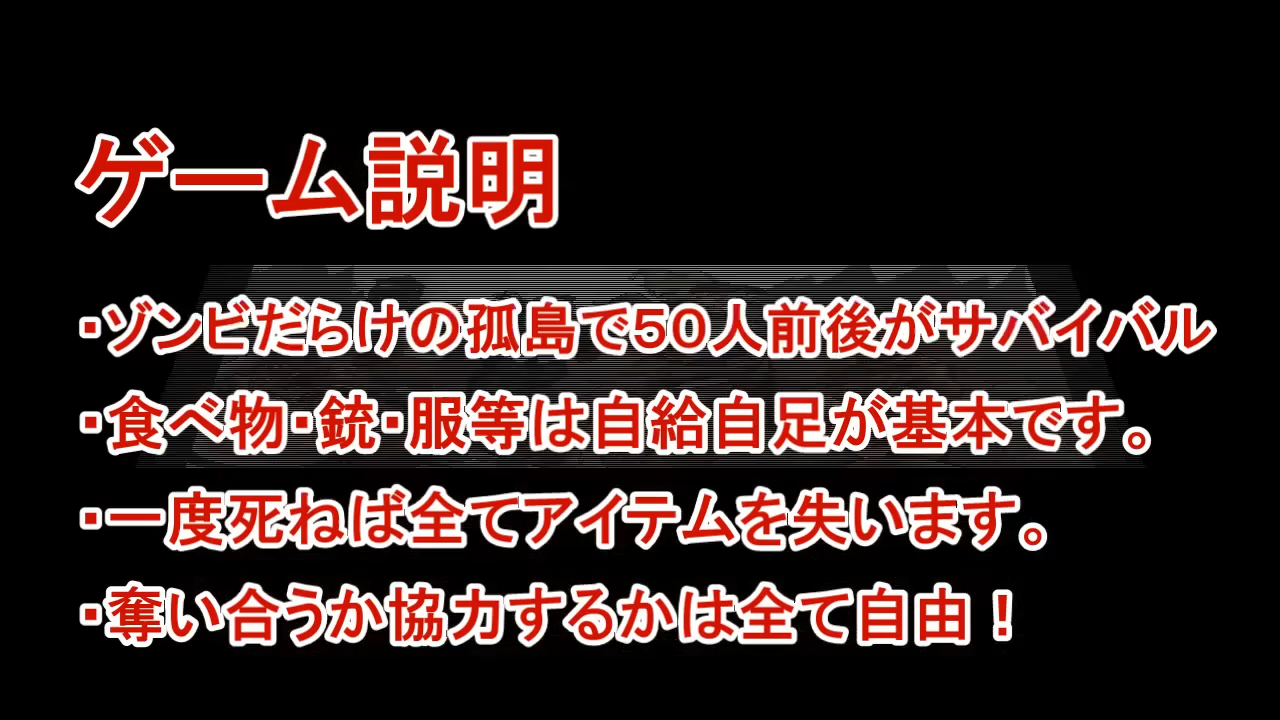 ゲーム説明
・ゾンビだらけの孤島で５０人前後がサバイバル
・食べ物・銃・服等は自給自足が基本です。
・一度死ねば全てアイテムを失います。
・奪い合うか協力するかは全て自由！